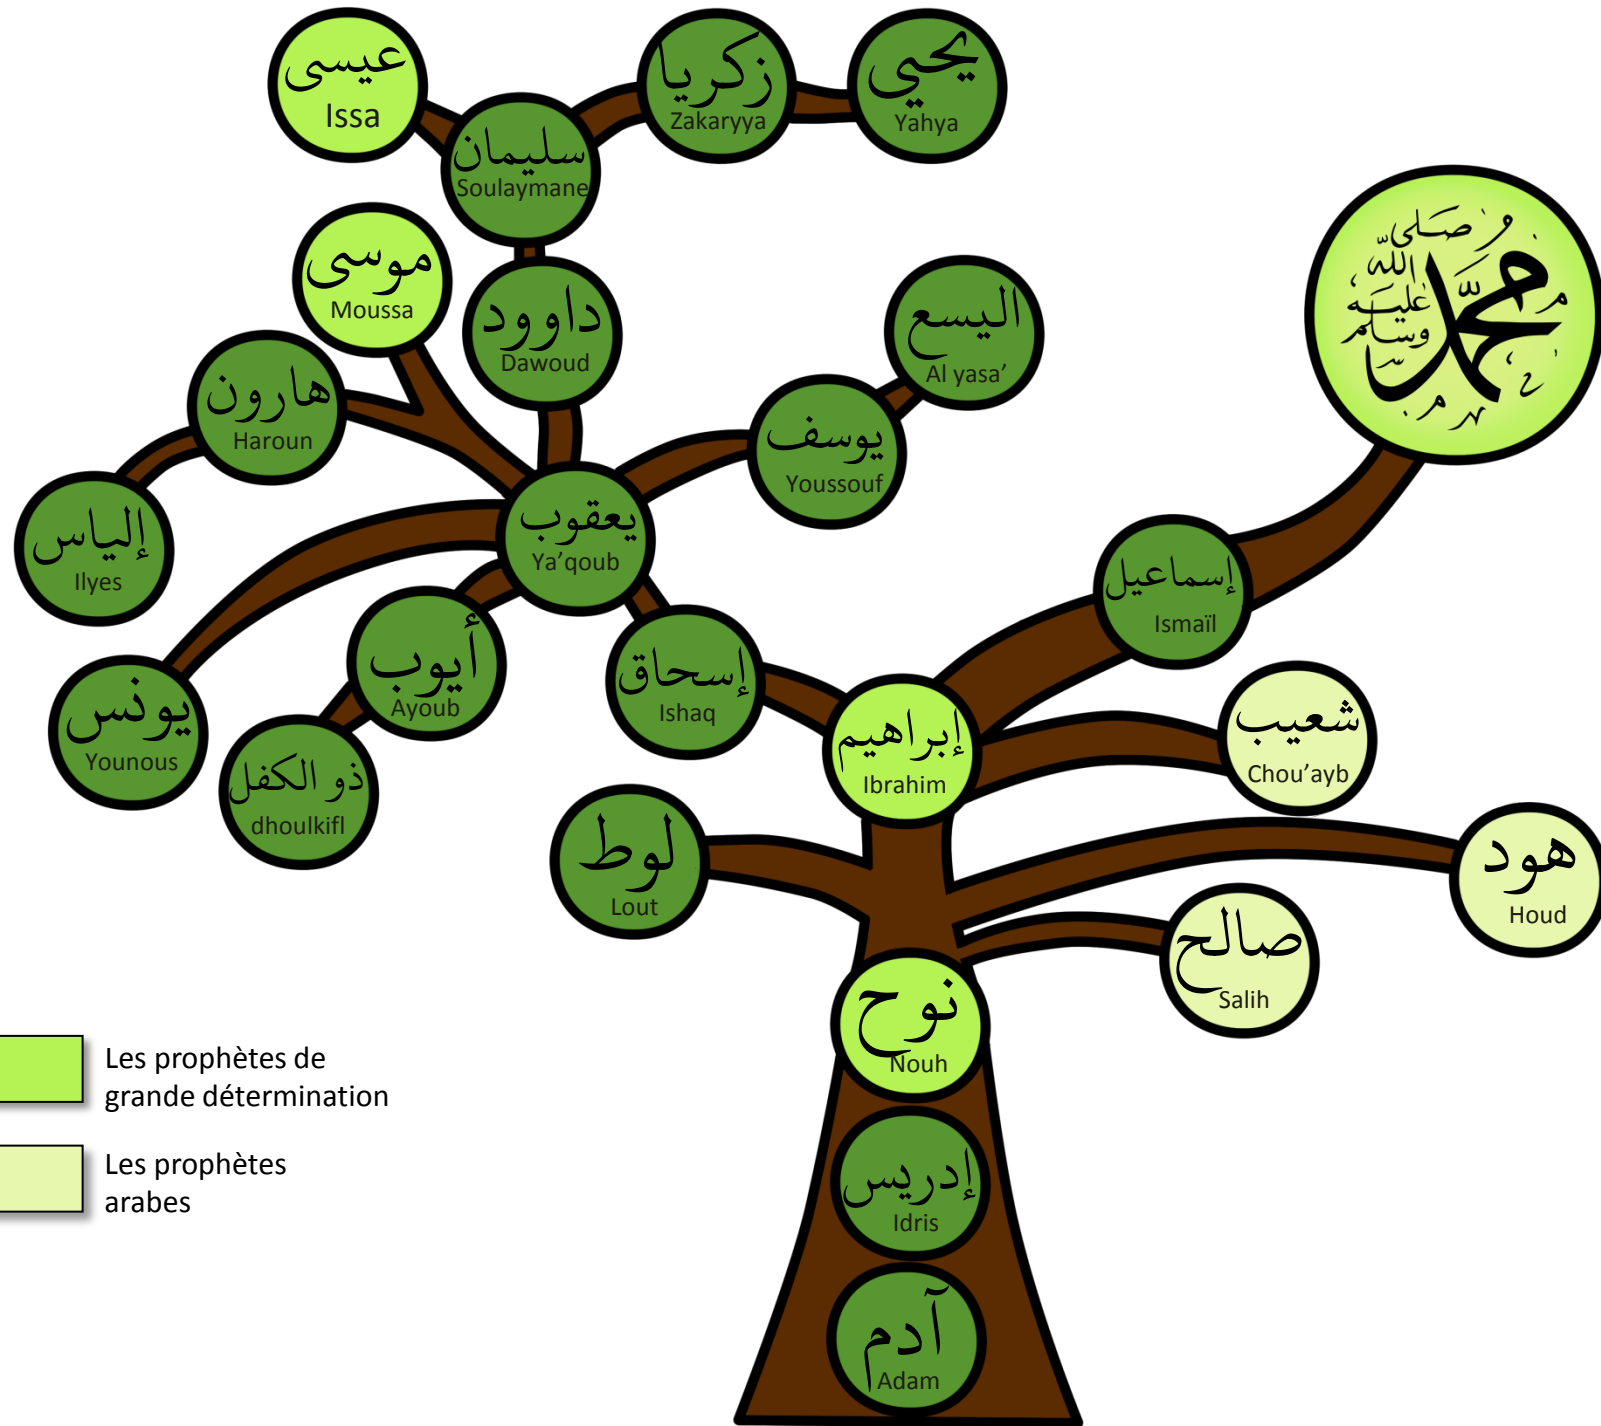 عيسى
Issa
زكريا
Zakaryya
يحيي
Yahya
سليمان
Soulaymane
موسى
Moussa
داوود
Dawoud
اليسع
Al yasa’
محمد
صلى
الله
عليه
وسلم
هارون
Haroun
يوسف
Youssouf
إلياس
Ilyes
يعقوب
Ya’qoub
إسماعيل
Ismaïl
أيوب
Ayoub
إسحاق
Ishaq
يونس
Younous
ذو الكفل
dhoulkifl
إبراهيم
Ibrahim
شعيب
Chou’ayb
لوط
Lout
هود
Houd
صالح
Salih
نوح
Nouh
إدريس
Idris
آدم
Adam
Les prophètes de
grande détermination
Les prophètes
arabes